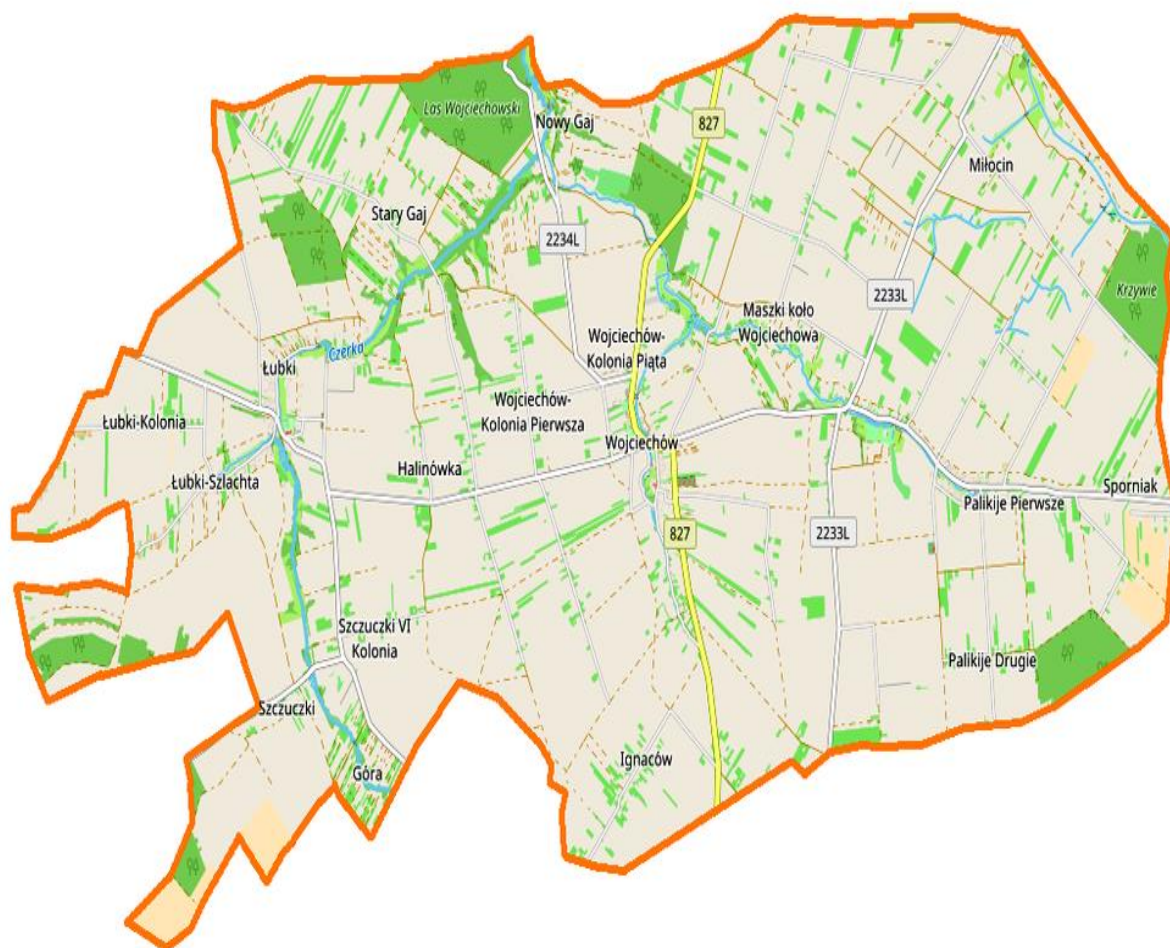 Las Wojciechowski
Nowy Gaj
827
Miłocin
Stary Gaj
2234L
Krzywie
2233L
Maszki koło
Wojciechowa
Wojciechów-
Kolonia Piąta
Czerka
Łubki
Wojciechów-
Kolonia Pierwsza
Łubki-Kolonia
Wojciechów
Halinówka
Łubki-Szlachta
Sporniak
Palikije Pierwsze
827
2233L
Szczuczki VI
Kolonia
Palikije Drugie
Szczuczki
Ignaców
Góra